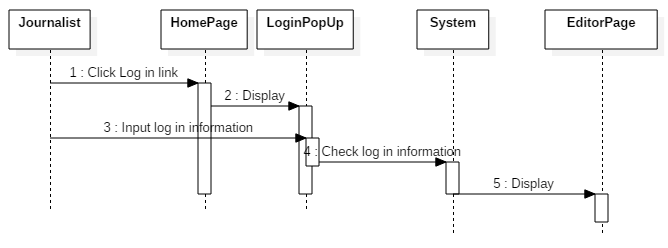 Journalist
HomePage
LoginPopUp
System
EditorPage
1 : Click Log in link
2 : Display
3 : Input log in information
4 : Check log in information
5 : Display